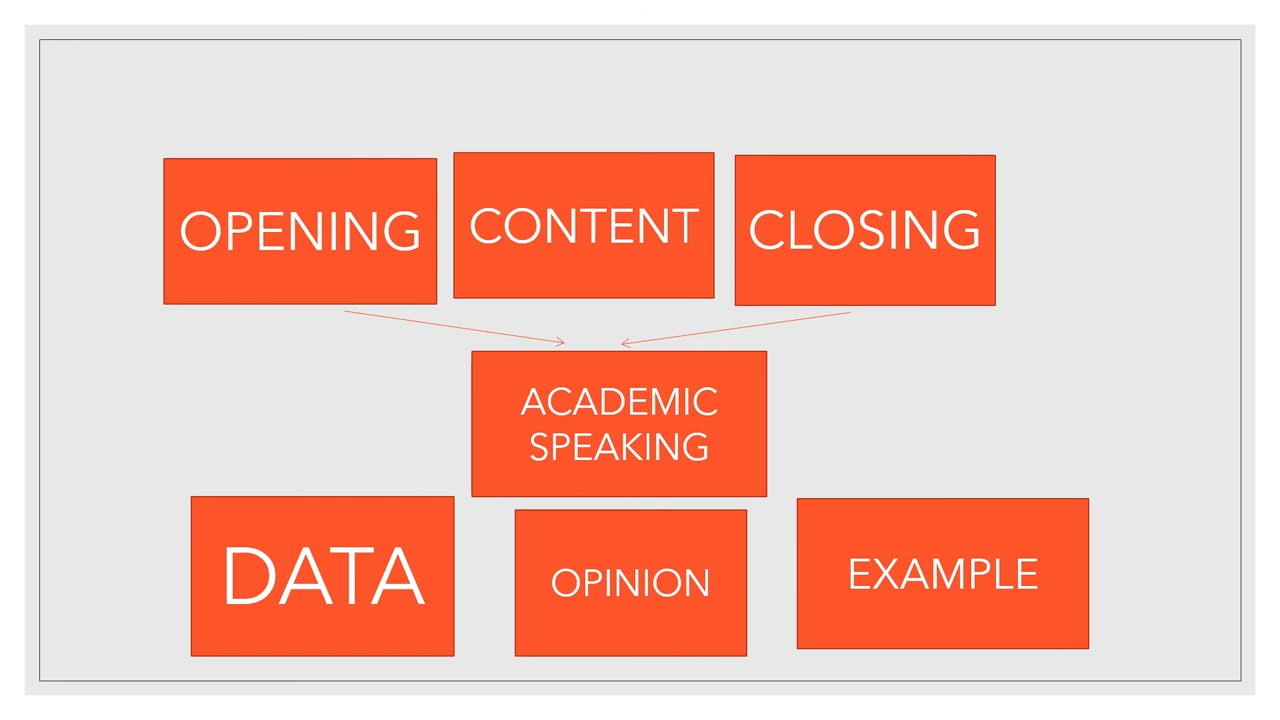 OPENING
CONTENT
CLOSING
ACADEMIC
SPEAKING
DATA
OPINION
EXAMPLE